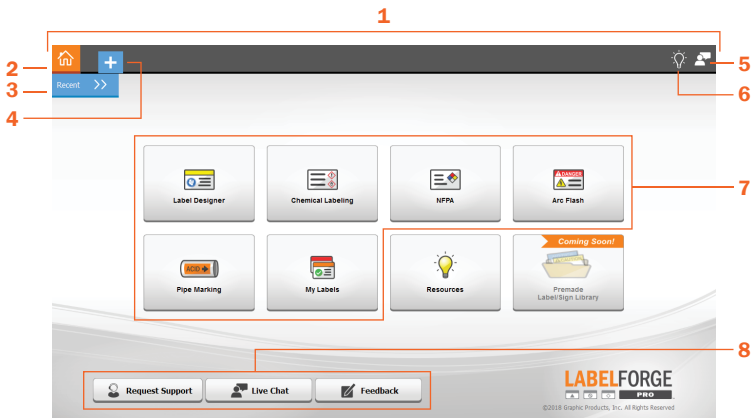 1
2
3
4
5
6
Recent >>
Label Designer
Chemical Labeling
NFPA
DANGER
Arc Flash
7
ACID
Pipe Marking
My Labels
Resources
Coming Soon!
Premade
Label/Sign Library
8
Request Support
Live Chat
Feedback
LABELFORGE
PRO
©2018 Graphic Products, Inc. All Rights Reserved